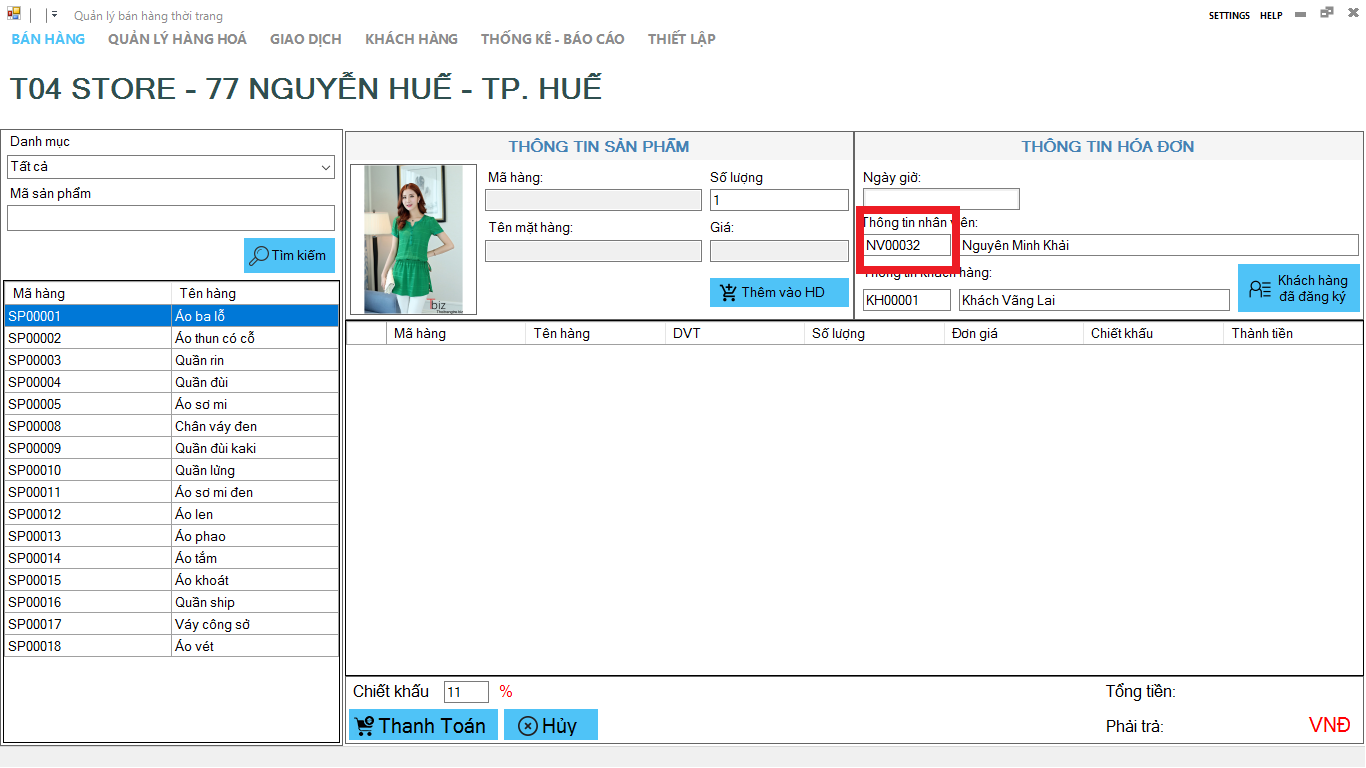 Quản lý bán hàng thời trang
SETTINGS HELP
BÁN HÀNG QUẢN LÝ HÀNG HOÁ GIAO DỊCH KHÁCH HÀNG THỐNG KÊ - BÁO CÁO THIẾT LẬP
T04 STORE - 77 NGUYỄN HUẾ - TP. HUẾ
Danh mục
Tất cả
Mã sản phẩm
Tìm kiếm
Mã hàng Tên hàng
SP00001 Áo ba lỗ
SP00002 Áo thun có cỗ
SP00003 Quần rin
SP00004 Quần đùi
SP00005 Áo sơ mi
SP00008 Chân váy đen
SP00009 Quần đùi kaki
SP00010 Quần lửng
SP00011 Áo sơ mi đen
SP00012 Áo len
SP00013 Áo phao
SP00014 Áo tắm
SP00015 Áo khoát
SP00016 Quần ship
SP00017 Váy công sở
SP00018 Áo vét
THÔNG TIN SẢN PHẨM
Mã hàng: Số lượng
1
Tên mặt hàng: Giá:
Thêm vào HD
biz
THÔNG TIN HÓA ĐƠN
Ngày giờ:
Thông tin nhân viên:
NV00032 Nguyên Minh Khải
Thông tin khách hàng:
KH00001 Khách Vãng Lai
Khách hàng
đã đăng ký
Mã hàng Tên hàng DVT Số lượng Đơn giá Chiết khấu Thành tiền
Chiết khấu 11 %
Thanh Toán Hủy
Tổng tiền:
Phải trả: VNĐ